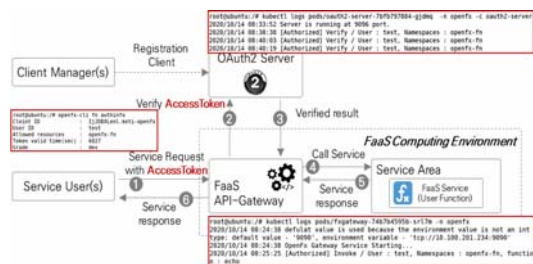 root@ubuntu:/# kubectl logs pods/oauth2-server-7bfb797884-gjdmq -n openfx -c oauth2-server
2020/10/14 08:33:52 Server is running at 9096 port.
2020/10/14 08:38:38 [Authorized] Verify / User : test, Namespaces : openfx-fn
2020/10/14 08:40:03 [Authorized] Verify / User : test, Namespaces : openfx-fn
2020/10/14 08:40:19 [Authorized] Verify / User : test, Namespaces : openfx-fn
Client Manager(s)
Registration
Client
OAuth2 Server
2
Verify AccessToken
Verified result
2
3
root@ubuntu:/# openfx-cli fn authinfo
User ID : test
Allowed resources : openfx-fn
Token valid time(sec) : 6027
Grade : dev
FaaS Computing Environment
Service Request
with AccessToken
1
Call Service
4
Service Area
Service User(s)
FaaS
API-Gateway
5
FaaS Service
(User Function)
6
Service
response
Service
response
root@ubuntu:/# kubectl logs pods/fxgateway-74b7b4595b-srl7m -n openfx
2020/10/14 08:24:38 defulat value is used because the environment value is not an int
type: default value - '9090', environment variable - 'tcp://10.100.201.234:9090'
2020/10/14 08:24:38 OpenFx Gateway Service Starting...
2020/10/14 08:25:25 [Authorized] Invoke / User : test, Namespaces : openfx-fn, functio
n : echo